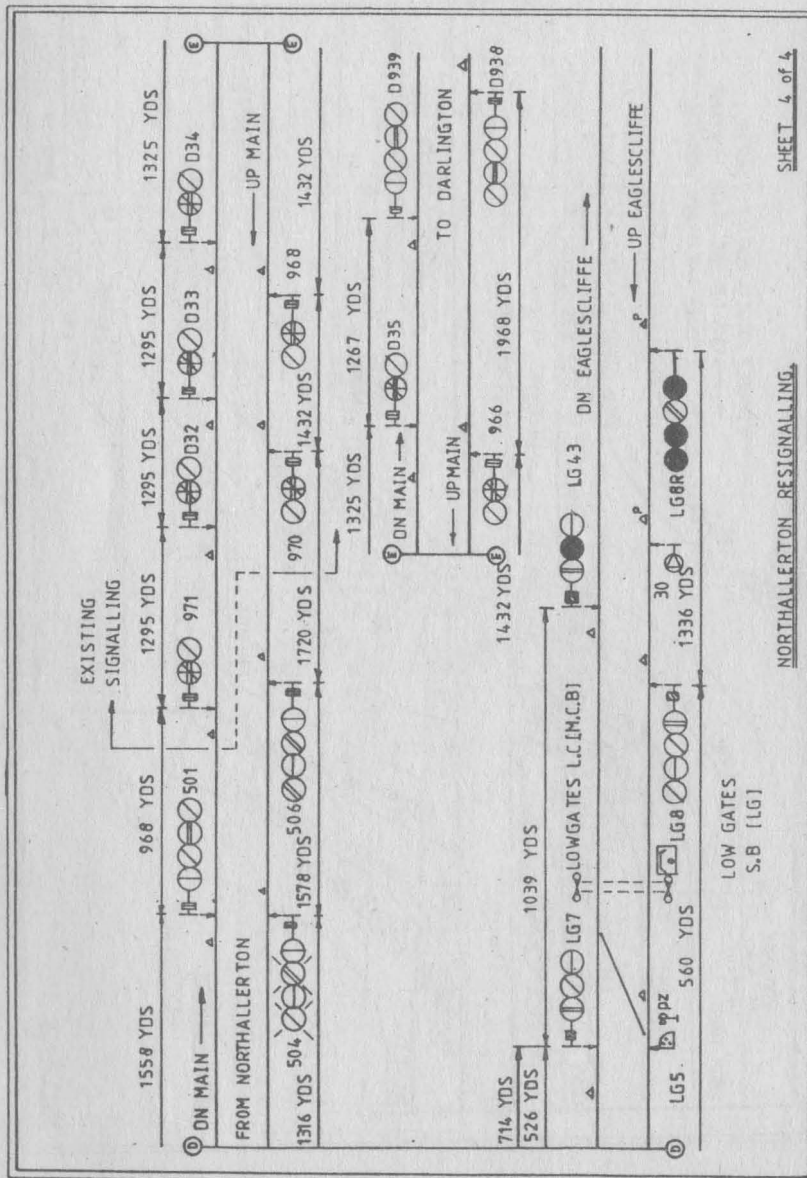 1558 YDS
968 YDS
1295 YDS
1295 YDS
1295 YDS
1325 YDS
EXISTING
SIGNALLING
501
971
D32
D33
D34
D
DN MAIN
E
FROM NORTHALLERTON
UP MAIN
E
504
506
970
968
1316 YDS
1578 YDS
1720 YDS
1432 YDS
1432 YDS
1325 YDS
1267 YDS
D35
D939
E
DN MAIN
TO DARLINGTON
UP MAIN
E
966
D938
1432 YDS
1968 YDS
714 YDS
526 YDS
1039 YDS
LG7
LOWGATES L.C[M.C.B]
LG43
DN EAGLESCLIFFE
UP EAGLESCLIFFE
P
P
D
LG5
LG8
30
LG8R
560 YDS
1336 YDS
LOW GATES
S.B [LG]
NORTHALLERTON RESIGNALLING.
SHEET 4 of 4